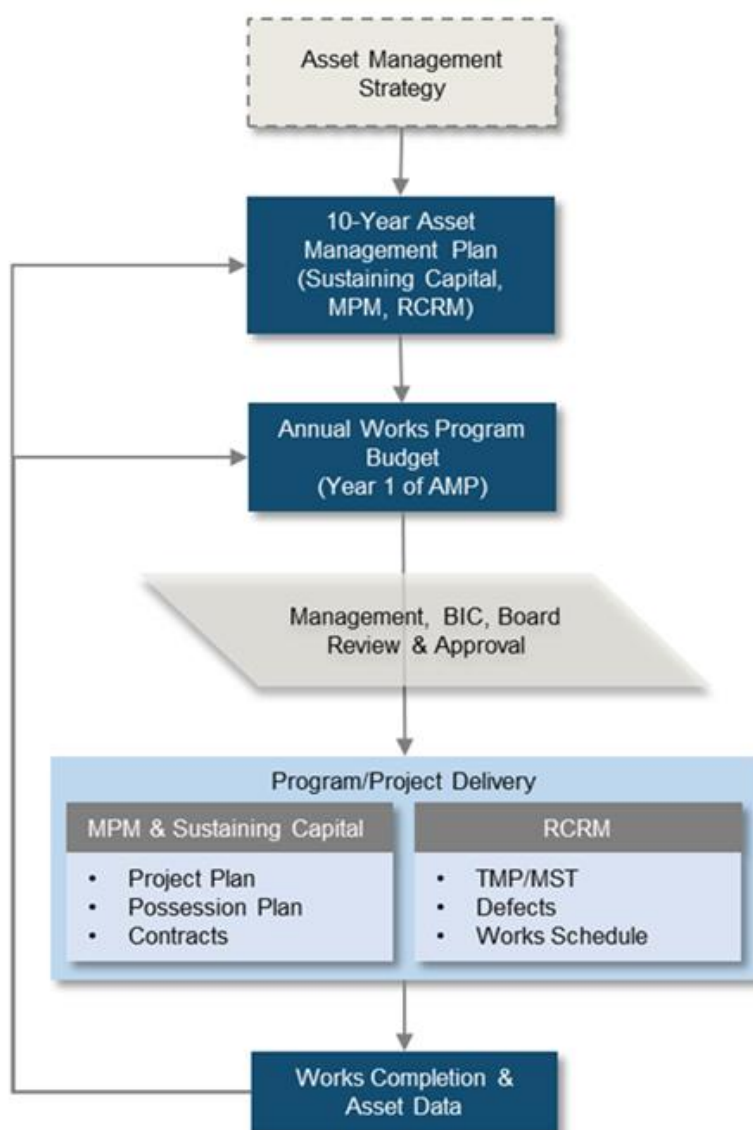 Asset Management
Strategy
10-Year Asset
Management Plan
(Sustaining Capital,
MPM, RCRM)
Annual Works Program
Budget
(Year 1 of AMP)
Management, BIC, Board
Review & Approval
Program/Project Delivery
MPM & Sustaining Capital
• Project Plan
• Possession Plan
• Contracts
RCRM
• TMP/MST
• Defects
• Works Schedule
Works Completion &
Asset Data